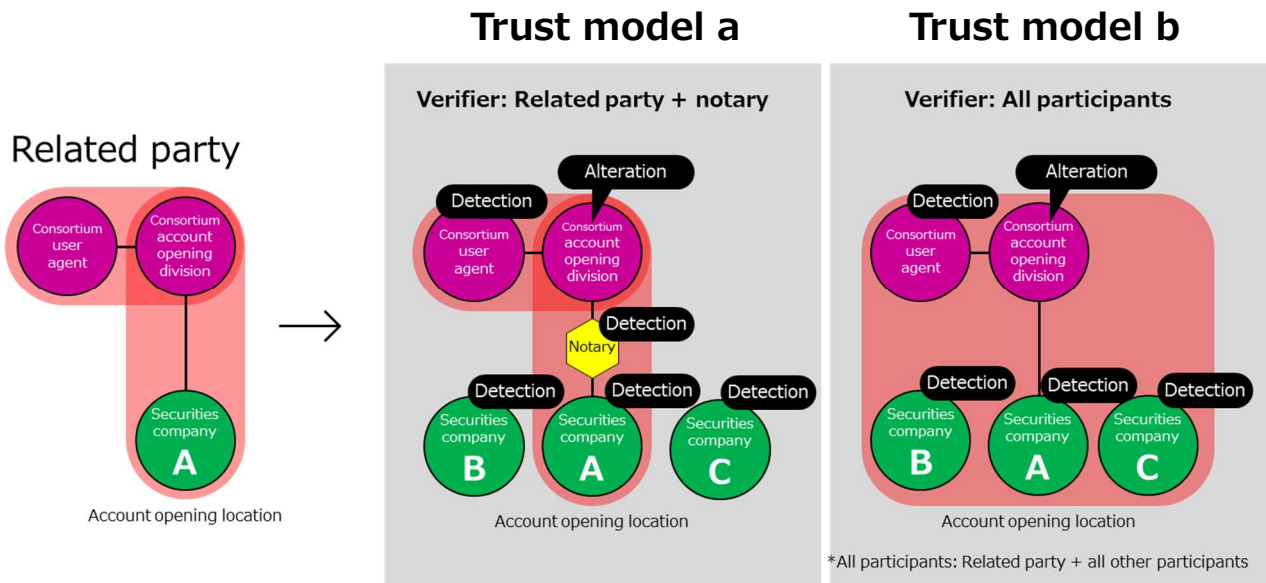 Trust model a
Trust model b
Verifier: Related party + notary
Verifier: All participants
Related party
Consortium
user
agent
Consortium
account
opening
division
Securities
company
A
Account opening location
Alteration
Detection
Consortium
user
agent
Consortium
account
opening
division
Detection
Notary
Detection
Detection
Detection
Securities
company
B
Securities
company
A
Securities
company
C
Account opening location
Alteration
Detection
Consortium
user
agent
Consortium
account
opening
division
Detection
Detection
Detection
Securities
company
B
Securities
company
A
Securities
company
C
Account opening location
*All participants: Related party + all other participants